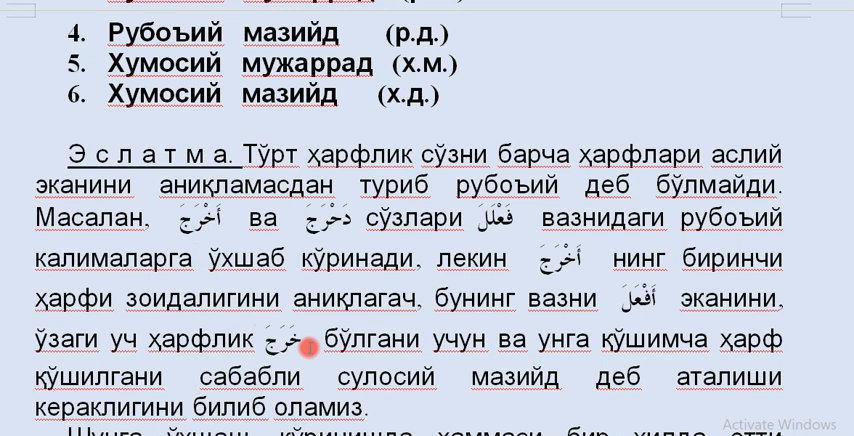 4. Рубоъий мазийд (р.д.)
5. Хумосий мужаррад (х.м.)
6. Хумосий мазийд (х.д.)
Э с л а т м а. Тўрт ҳарфлик сўзни барча ҳарфлари аслий
эканини аниқламасдан туриб рубоъий деб бўлмайди.
Масалан, أَخْرَجَ ва دَحْرَجَ сўзлари فَعْلَلَ вазнидаги рубоъий
калималарга ўхшаб кўринади, лекин أَخْرَجَ нинг биринчи
ҳарфи зоидалигини аниқлагач, бунинг вазни أَفْعَلَ эканини,
ўзаги уч ҳарфлик خَرَجَ бўлгани учун ва унга қўшимча ҳарф
қўшилгани сабабли сулосий мазийд деб аталиши
кераклигини билиб оламиз.
Activate Windows